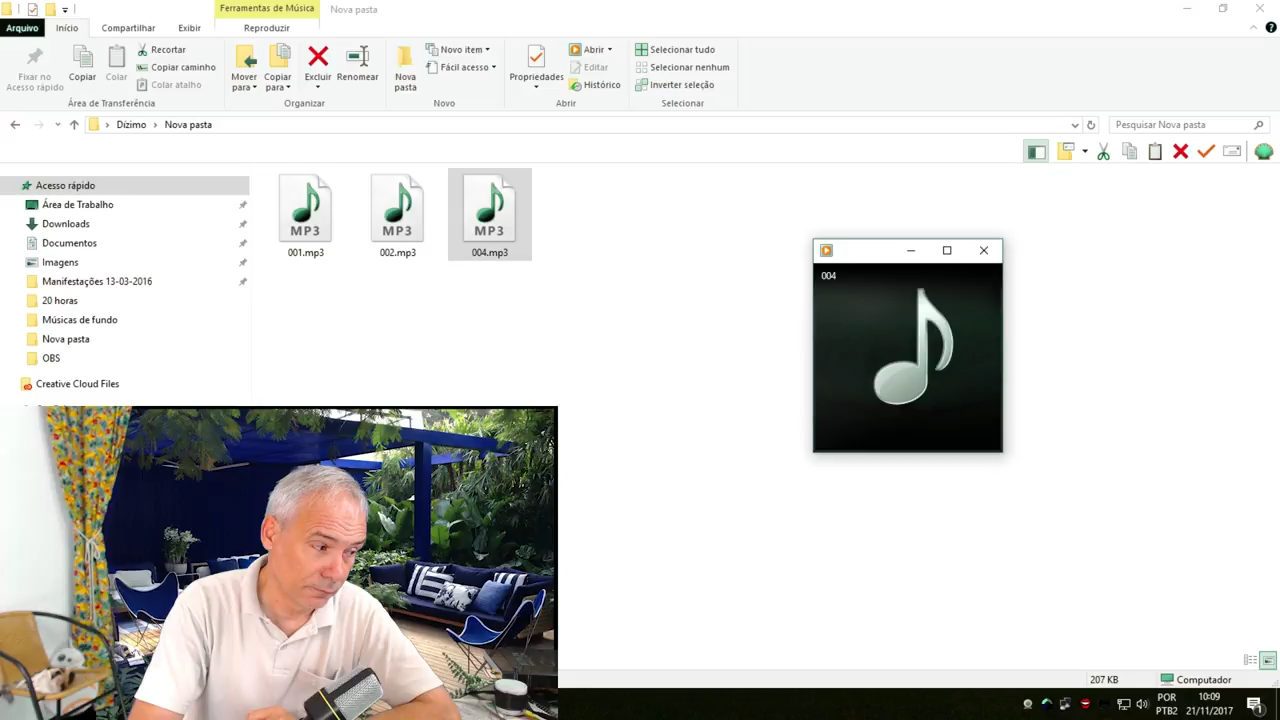 Ferramentas de Música
Nova pasta
Arquivo
Início
Compartilhar
Exibir
Reproduzir
Fixar no
Acesso rápido
Copiar
Colar
Recortar
Copiar caminho
Colar atalho
Área de Transferência
Mover
para
Copiar
para
Excluir
Renomear
Organizar
Nova
pasta
Novo item
Fácil acesso
Novo
Propriedades
Abrir
Editar
Histórico
Abrir
Selecionar tudo
Selecionar nenhum
Inverter seleção
Selecionar
Dízimo
Nova pasta
Pesquisar Nova pasta
Acesso rápido
Área de Trabalho
Downloads
Documentos
Imagens
Manifestações 13-03-2016
20 horas
Músicas de fundo
Nova pasta
OBS
Creative Cloud Files
MP3
MP3
MP3
001.mp3
002.mp3
004.mp3
004
207 KB
Computador
POR
PTB2
10:09
21/11/2017
1